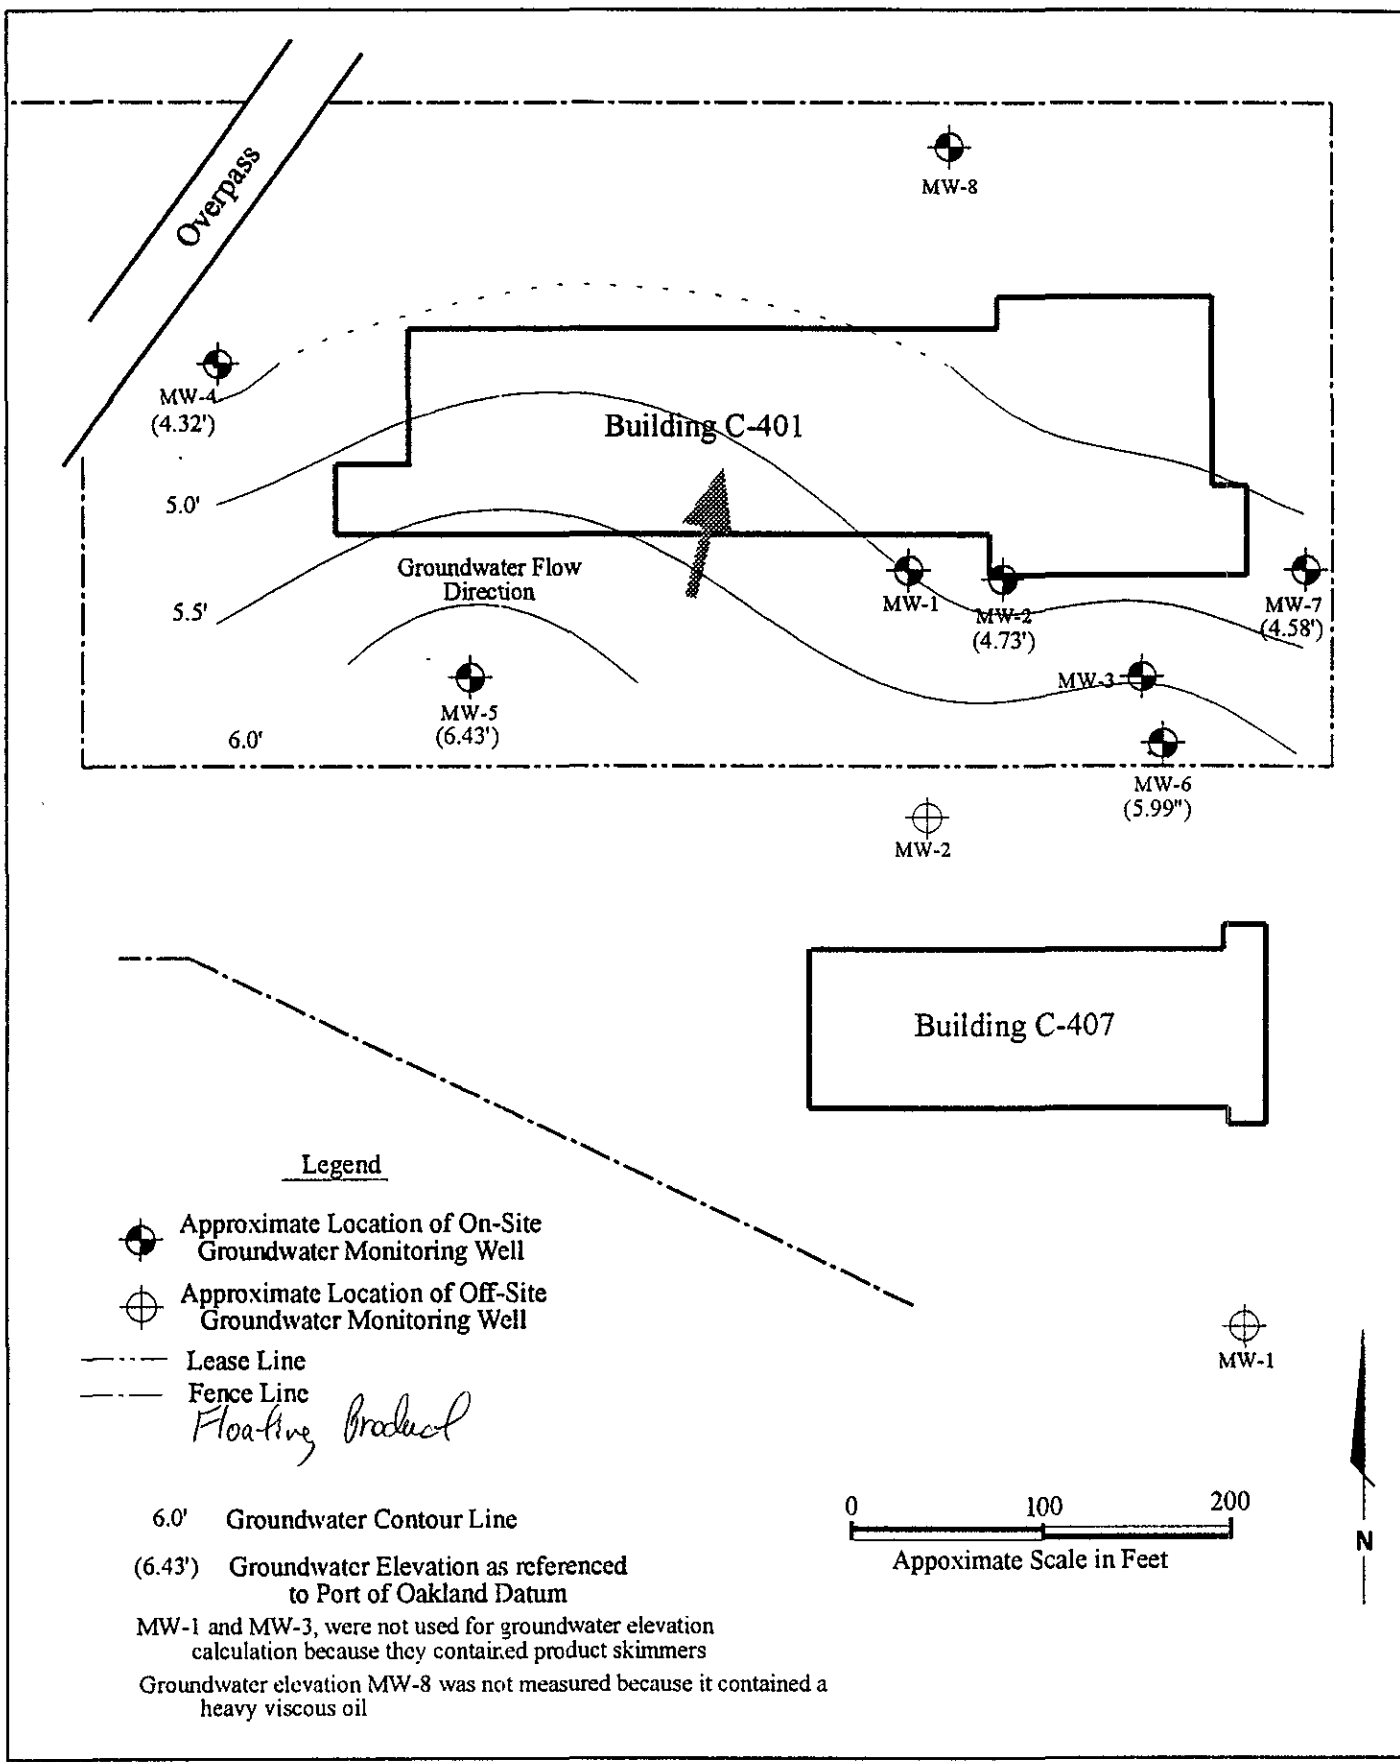 Overpass
MW-8
MW-4
(4.32')
Building C-401
5.0'
Groundwater Flow
Direction
MW-1
MW-2
(4.73')
MW-7
(4.58')
5.5'
MW-3
MW-5
(6.43')
6.0'
MW-6
(5.99")
MW-2
Building C-407
Legend
Approximate Location of On-Site
Groundwater Monitoring Well
Approximate Location of Off-Site
Groundwater Monitoring Well
Lease Line
Fence Line
Floating Product
MW-1
6.0' Groundwater Contour Line
(6.43') Groundwater Elevation as referenced
to Port of Oakland Datum
MW-1 and MW-3, were not used for groundwater elevation
calculation because they contained product skimmers
Groundwater elevation MW-8 was not measured because it contained a
heavy viscous oil
0 100 200
Appoximate Scale in Feet
N